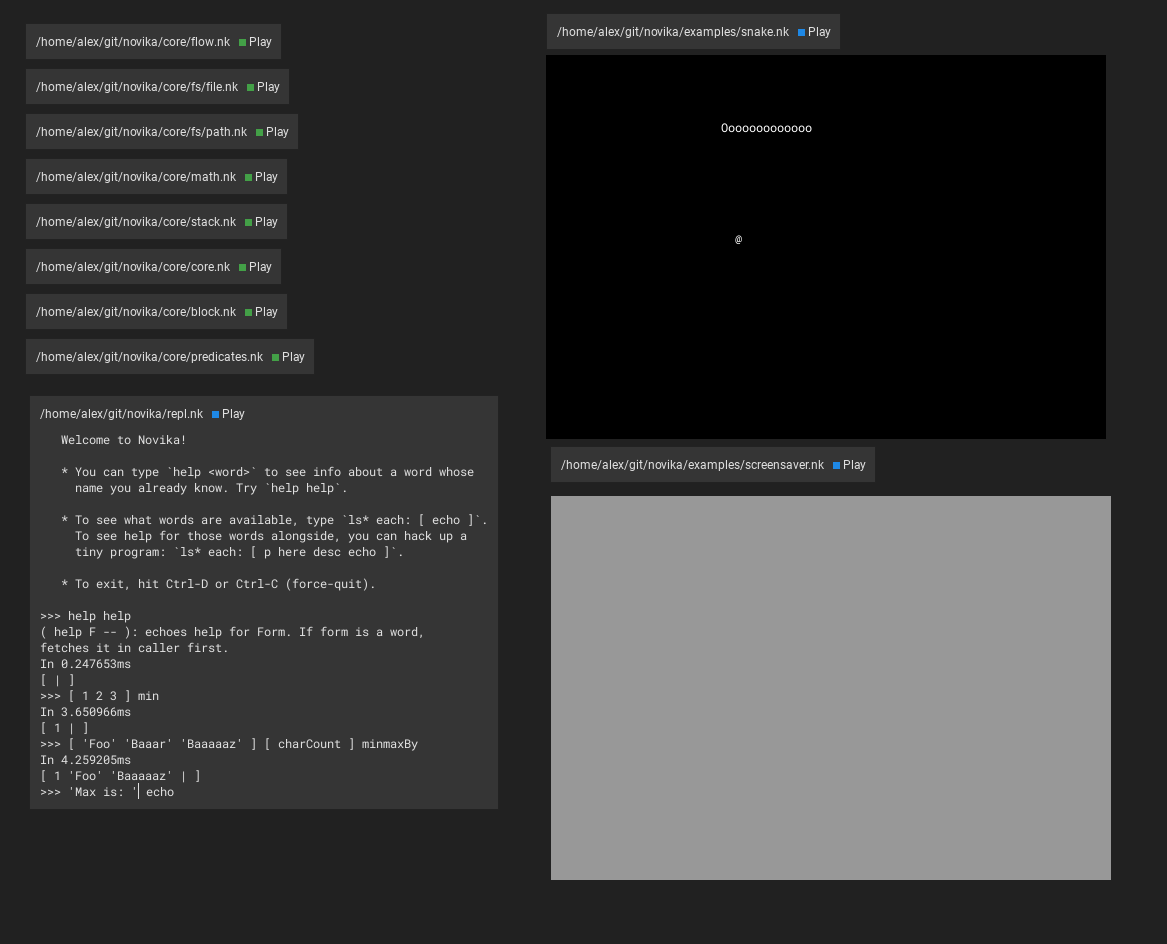 /home/alex/git/novika/core/flow.nk Play
/home/alex/git/novika/core/fs/file.nk Play
/home/alex/git/novika/core/fs/path.nk Play
/home/alex/git/novika/core/math.nk Play
/home/alex/git/novika/core/stack.nk Play
/home/alex/git/novika/core/core.nk Play
/home/alex/git/novika/core/block.nk Play
/home/alex/git/novika/core/predicates.nk Play
/home/alex/git/novika/repl.nk Play
Welcome to Novika!
* You can type `help <word>` to see info about a word whose
name you already know. Try `help help`.
* To see what words are available, type `ls* each: [ echo ]`.
To see help for those words alongside, you can hack up a
tiny program: `ls* each: [ p here desc echo ]`.
* To exit, hit Ctrl-D or Ctrl-C (force-quit).
>>> help help
( help F -- ): echoes help for Form. If form is a word,
fetches it in caller first.
In 0.247653ms
[ | ]
>>> [ 1 2 3 ] min
In 3.650966ms
[ 1 | ]
>>> [ 'Foo' 'Baaar' 'Baaaaaz' ] [ charCount ] minmaxBy
In 4.259205ms
[ 1 'Foo' 'Baaaaaz' | ]
>>> 'Max is: ' echo
/home/alex/git/novika/examples/snake.nk Play
Ooooooooooooo
@
/home/alex/git/novika/examples/screensaver.nk Play